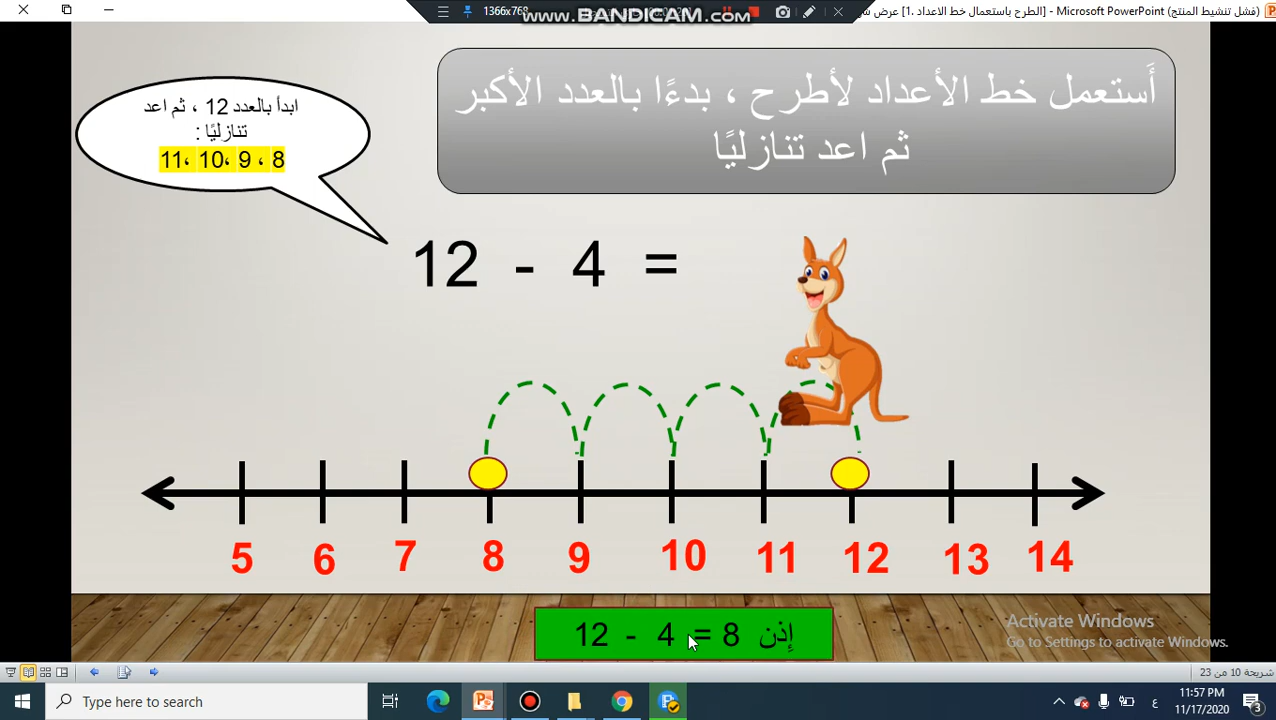 1366x768
www.BANDICAM.com
الطرح باستعمال خط الاعداد .1] عرض] - Microsoft PowerPoint (فشل تنشيط المنتج)
أَستعمل خط الأعداد لأطرح ، بدءًا بالعدد الأكبر
ثم اعد تنازليًا
ابدأ بالعدد 12 ، ثم اعد
تنازليًا :
11، 10، 9 ، 8
12 - 4 =
5 6 7 8 9 10 11 12 13 14
12 - 4 = 8 إِذن
Activate Windows
Go to Settings to activate Windows.
شريحة 10 من 23
Type here to search
ع
11:57 PM
11/17/2020
3